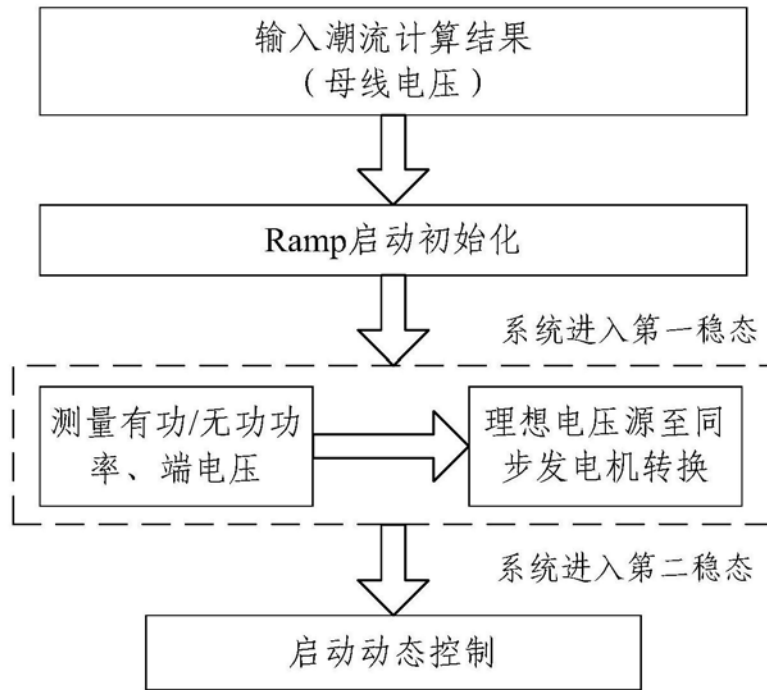 输入潮流计算结果
（母线电压）
Ramp启动初始化
系统进入第一稳态
测量有功/无功功
率、端电压
理想电压源至同
步发电机转换
系统进入第二稳态
启动动态控制